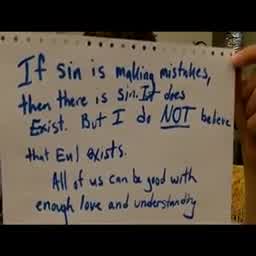 If sin is making mistakes,
then there is sin. It does
Exist. But I do NOT believe
that Evil exists.
All of us can be good with
enough love and understanding